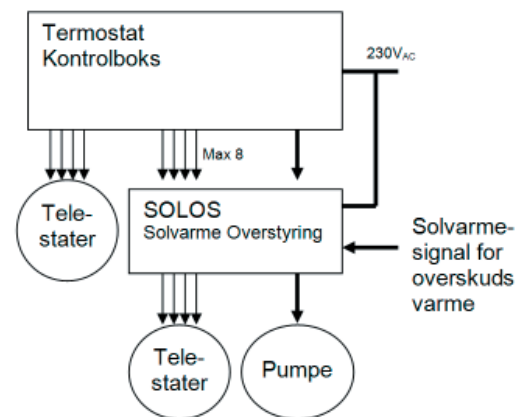 Termostat
Kontrolboks
230VAC
Max 8
Tele-
stater
SOLOS
Solvarme Overstyring
Solvarme-
signal for
overskuds
varme
Tele-
stater
Pumpe